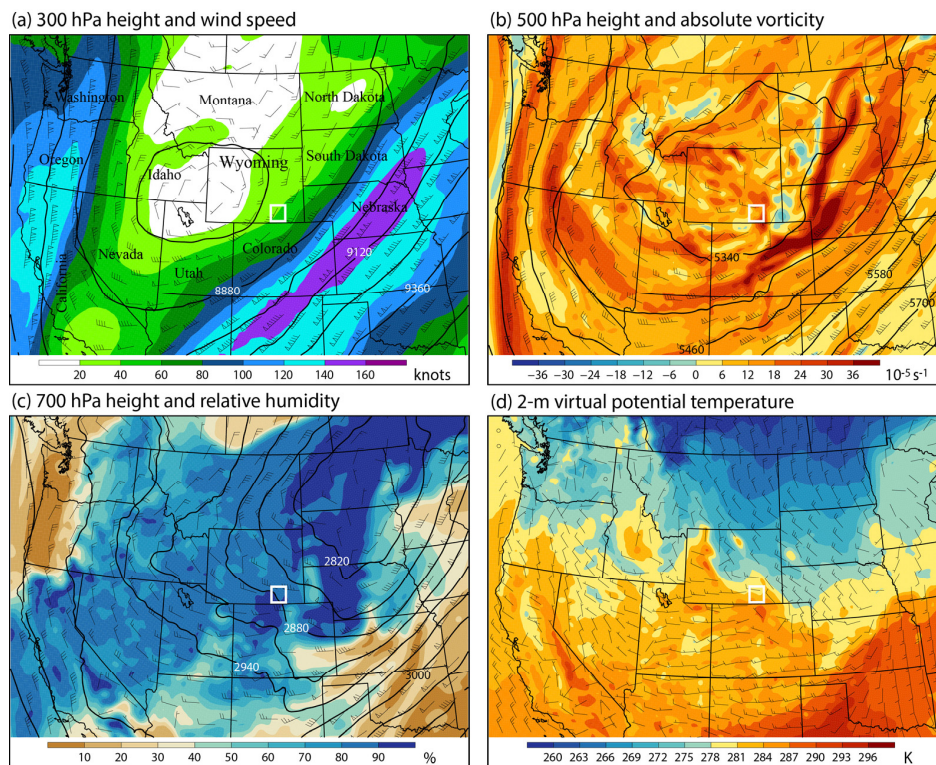 (a) 300 hPa height and wind speed
Washington
Montana
North Dakota
Oregon
Idaho
Wyoming
South Dakota
Nebraska
Nevada
Utah
Colorado
California
9120
8880
9360
20 40 60 80 100 120 140 160 knots
(b) 500 hPa height and absolute vorticity
5340
5580
5700
5460
−36 −30 −24 −18 −12 −6 0 6 12 18 24 30 36 10⁻⁵ s⁻¹
(c) 700 hPa height and relative humidity
2820
2880
2940
3000
10 20 30 40 50 60 70 80 90 %
(d) 2-m virtual potential temperature
260 263 266 269 272 275 278 281 284 287 290 293 296 K